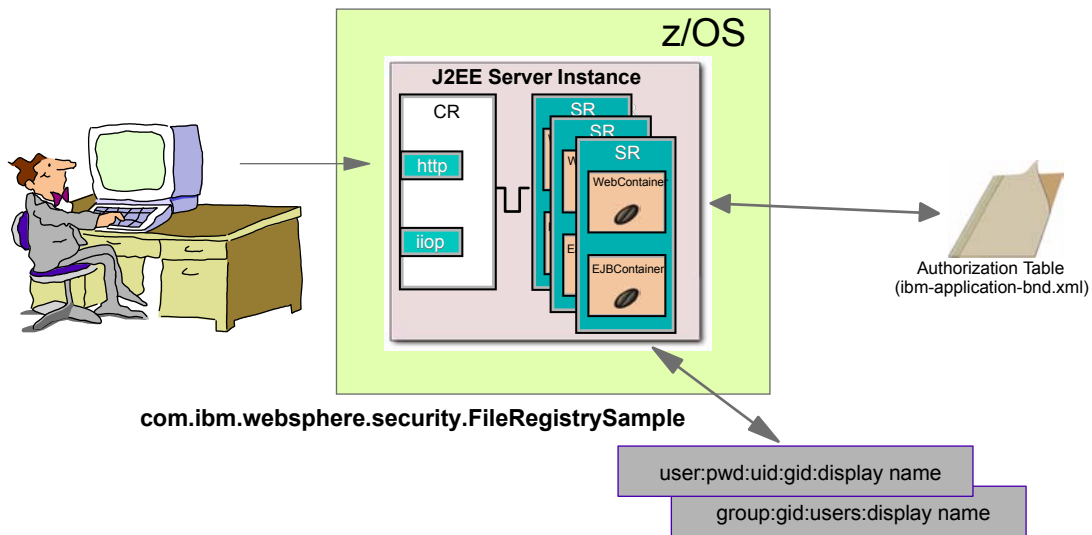 z/OS
J2EE Server Instance
CR
SR
SR
SR
http
WebContainer
iiop
EJBContainer
Authorization Table
(ibm-application-bnd.xml)
com.ibm.websphere.security.FileRegistrySample
user:pwd:uid:gid:display name
group:gid:users:display name